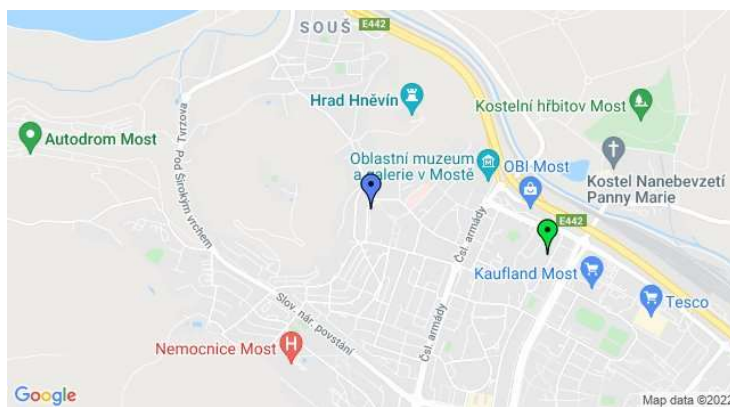 SOUŠ
E442
Hrad Hněvín
Kostelní hřbitov Most
Autodrom Most
Pod Širokým vrchem
Tvrzova
Oblastní muzeum
a galerie v Mostě
OBI Most
Kostel Nanebevzetí
Panny Marie
E442
Čsl. armády
Kaufland Most
Tesco
Slov. nár. povstání
Čsl. armády
Nemocnice Most
Google
Map data ©2022